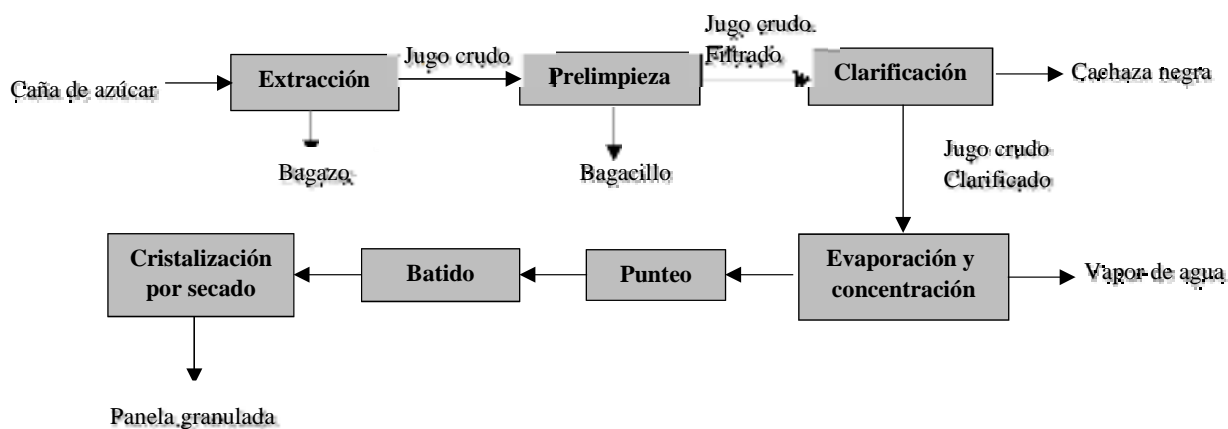 Caña de azúcar
Extracción
Bagazo
Jugo crudo
Prelimpieza
Bagacillo
Jugo crudo
Filtrado
Clarificación
Cachaza negra
Jugo crudo
Clarificado
Evaporación y
concentración
Vapor de agua
Punteo
Batido
Cristalización
por secado
Panela granulada